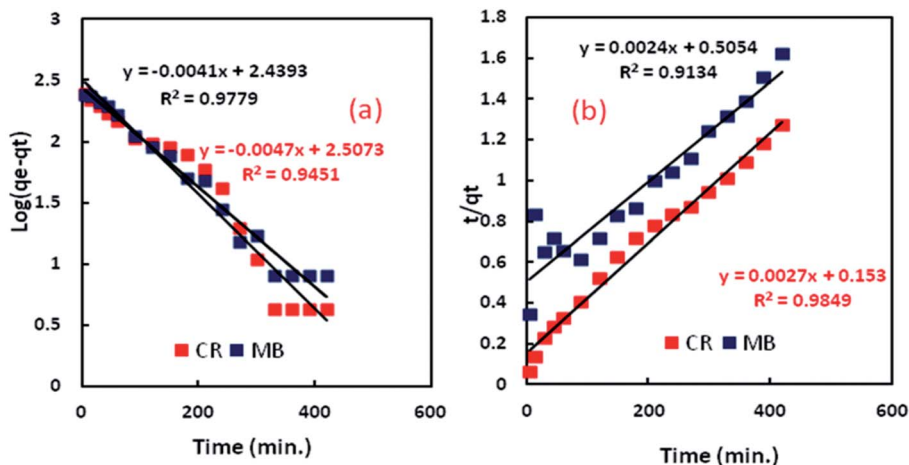 3
2.5
2
1.5
1
0.5
0
Log(qe-qt)
y = -0.0041x + 2.4393
R² = 0.9779
(a)
y = -0.0047x + 2.5073
R² = 0.9451
CR MB
0 200 400 600
Time (min.)
1.8
1.6
1.4
1.2
1
0.8
0.6
0.4
0.2
0
t/qt
y = 0.0024x + 0.5054
R² = 0.9134
(b)
y = 0.0027x + 0.153
R² = 0.9849
CR MB
0 200 400 600
Time (min.)